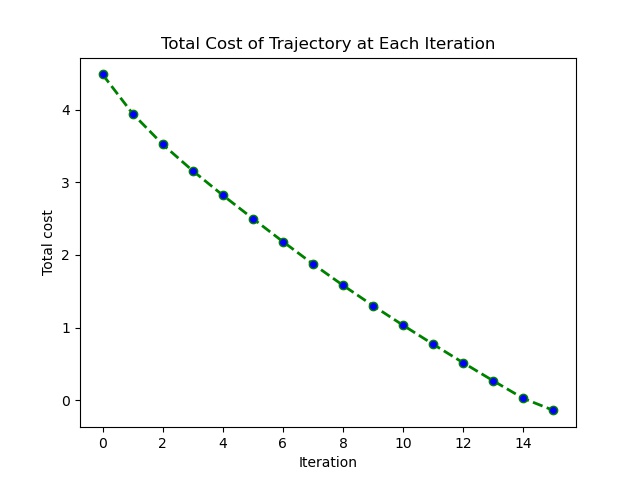 Total Cost of Trajectory at Each Iteration
4
3
2
1
0
Total cost
0 2 4 6 8 10 12 14
Iteration